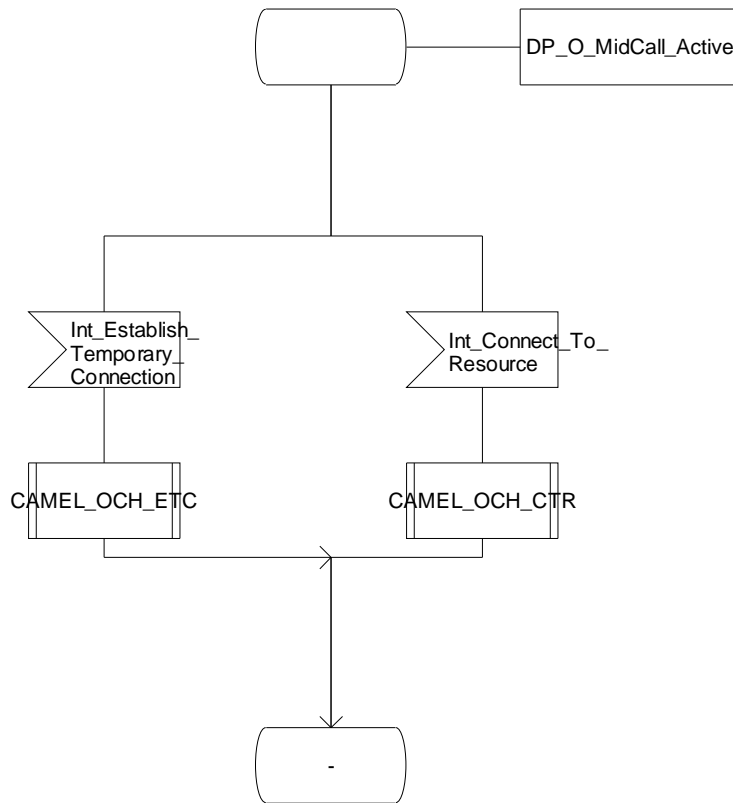 DP_O_MidCall_Active
Int_Establish_
Temporary_
Connection
Int_Connect_To_
Resource
CAMEL_OCH_ETC
CAMEL_OCH_CTR
-